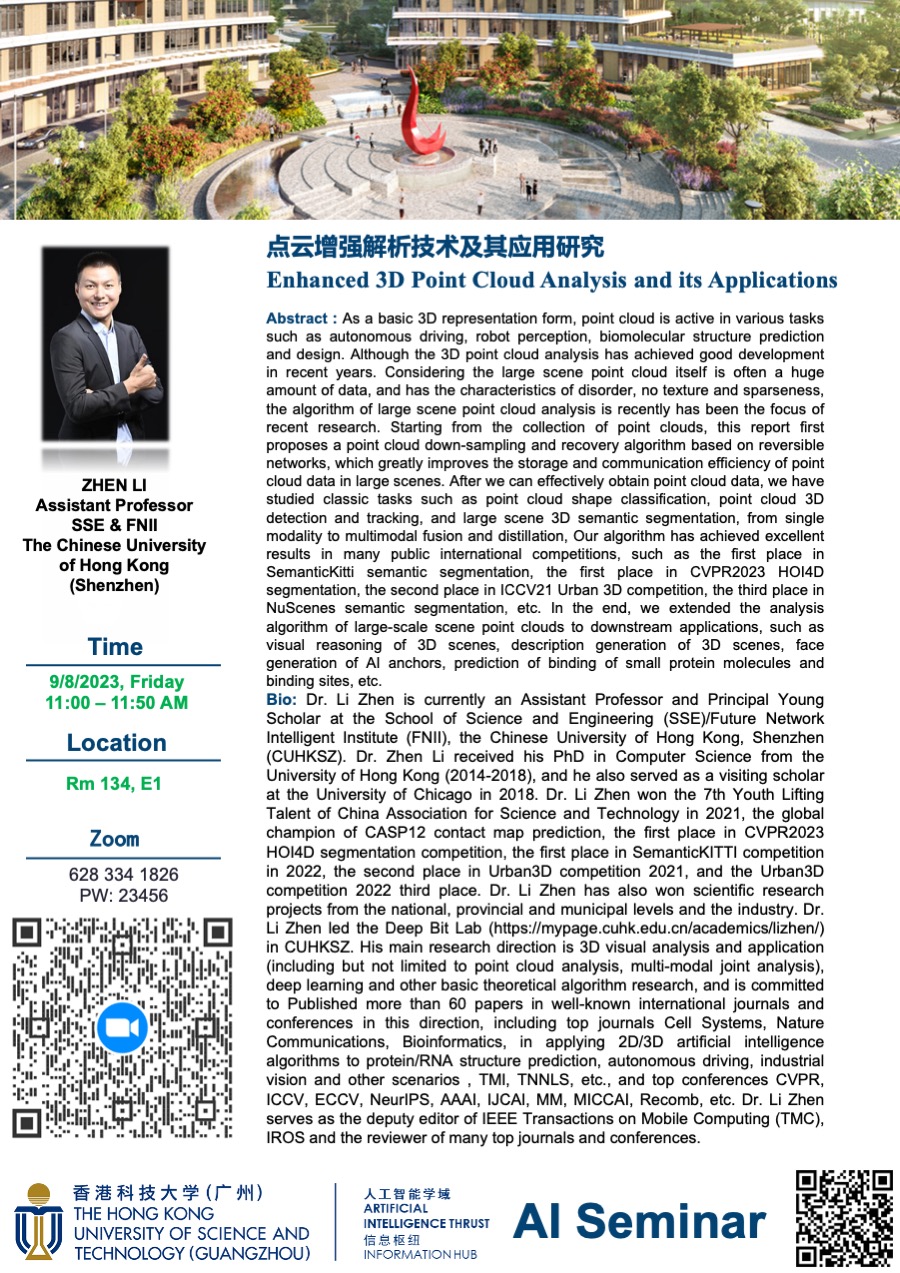 点云增强解析技术及其应用研究
Enhanced 3D Point Cloud Analysis and its Applications
Abstract : As a basic 3D representation form, point cloud is active in various tasks
such as autonomous driving, robot perception, biomolecular structure prediction
and design. Although the 3D point cloud analysis has achieved good development
in recent years. Considering the large scene point cloud itself is often a huge
amount of data, and has the characteristics of disorder, no texture and sparseness,
the algorithm of large scene point cloud analysis is recently has been the focus of
recent research. Starting from the collection of point clouds, this report first
proposes a point cloud down-sampling and recovery algorithm based on reversible
networks, which greatly improves the storage and communication efficiency of point
cloud data in large scenes. After we can effectively obtain point cloud data, we have
studied classic tasks such as point cloud shape classification, point cloud 3D
detection and tracking, and large scene 3D semantic segmentation, from single
modality to multimodal fusion and distillation, Our algorithm has achieved excellent
results in many public international competitions, such as the first place in
SemanticKitti semantic segmentation, the first place in CVPR2023 HOI4D
segmentation, the second place in ICCV21 Urban 3D competition, the third place in
NuScenes semantic segmentation, etc. In the end, we extended the analysis
algorithm of large-scale scene point clouds to downstream applications, such as
visual reasoning of 3D scenes, description generation of 3D scenes, face
generation of AI anchors, prediction of binding of small protein molecules and
binding sites, etc.
Bio: Dr. Li Zhen is currently an Assistant Professor and Principal Young
Scholar at the School of Science and Engineering (SSE)/Future Network
Intelligent Institute (FNII), the Chinese University of Hong Kong, Shenzhen
(CUHKSZ). Dr. Zhen Li received his PhD in Computer Science from the
University of Hong Kong (2014-2018), and he also served as a visiting scholar
at the University of Chicago in 2018. Dr. Li Zhen won the 7th Youth Lifting
Talent of China Association for Science and Technology in 2021, the global
champion of CASP12 contact map prediction, the first place in CVPR2023
HOI4D segmentation competition, the first place in SemanticKITTI competition
in 2022, the second place in Urban3D competition 2021, and the Urban3D
competition 2022 third place. Dr. Li Zhen has also won scientific research
projects from the national, provincial and municipal levels and the industry. Dr.
Li Zhen led the Deep Bit Lab (https://mypage.cuhk.edu.cn/academics/lizhen/)
in CUHKSZ. His main research direction is 3D visual analysis and application
(including but not limited to point cloud analysis, multi-modal joint analysis),
deep learning and other basic theoretical algorithm research, and is committed
to Published more than 60 papers in well-known international journals and
conferences in this direction, including top journals Cell Systems, Nature
Communications, Bioinformatics, in applying 2D/3D artificial intelligence
algorithms to protein/RNA structure prediction, autonomous driving, industrial
vision and other scenarios , TMI, TNNLS, etc., and top conferences CVPR,
ICCV, ECCV, NeurIPS, AAAI, IJCAI, MM, MICCAI, Recomb, etc. Dr. Li Zhen
serves as the deputy editor of IEEE Transactions on Mobile Computing (TMC),
IROS and the reviewer of many top journals and conferences.
ZHEN LI
Assistant Professor
SSE & FNII
The Chinese University
of Hong Kong
(Shenzhen)
Time
9/8/2023, Friday
11:00 – 11:50 AM
Location
Rm 134, E1
Zoom
628 334 1826
PW: 23456
香港科技大学(广州)
THE HONG KONG
UNIVERSITY OF SCIENCE AND
TECHNOLOGY (GUANGZHOU)
人工智能学域
ARTIFICIAL
INTELLIGENCE THRUST
信息枢纽
INFORMATION HUB
AI Seminar